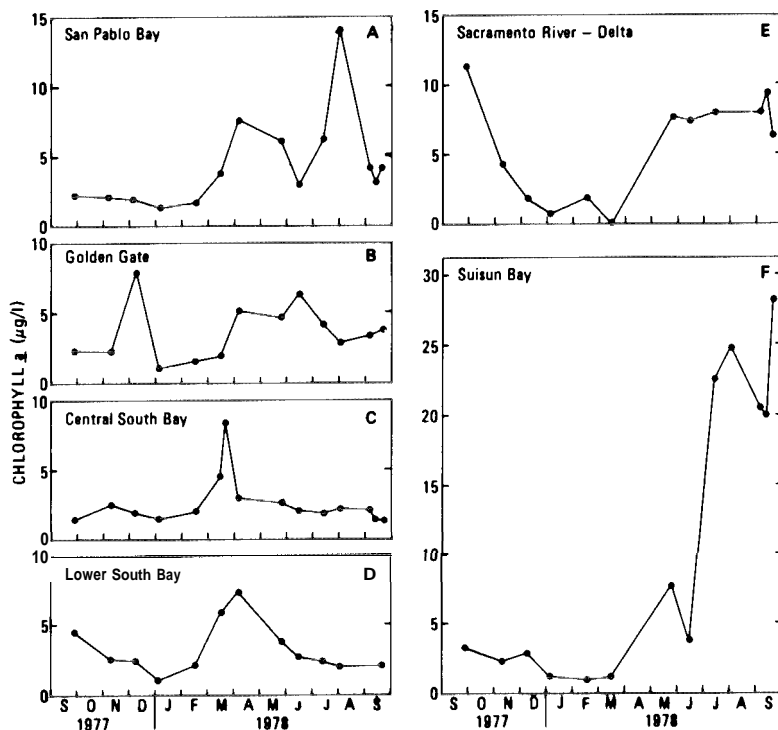 CHLOROPHYLL a (µg/l)
San Pablo Bay A
15
10
5
0
Golden Gate B
10
5
0
Central South Bay C
10
5
0
Lower South Bay D
10
5
0
S O N D J F M A M J J A S
1977 1978
Sacramento River – Delta E
15
10
5
0
Suisun Bay F
30
25
20
15
10
5
0
S O N D J F M A M J J A S
1977 1978